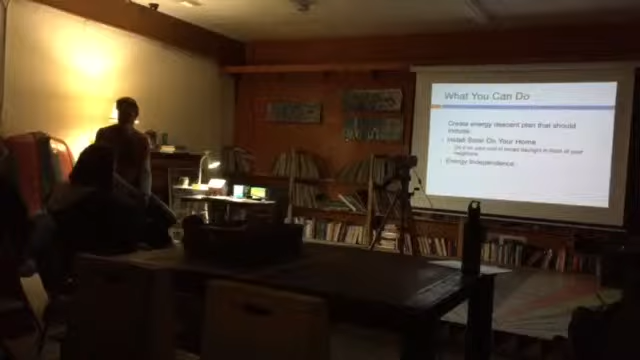 What You Can Do
Create energy descent plan that should
include:
Install Solar On Your Home
Energy Independence